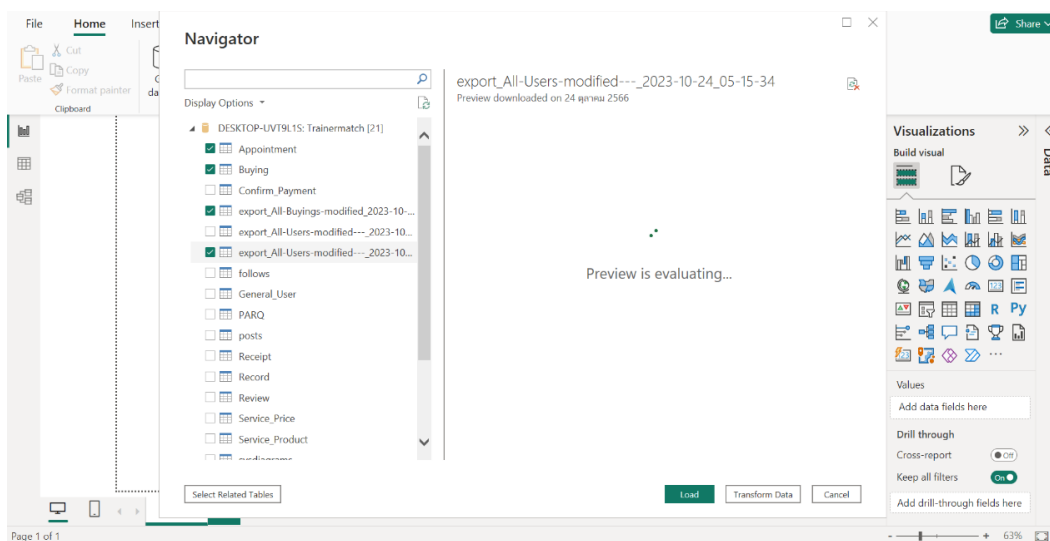 File Home Insert
Share
Paste
Cut
Copy
Format painter
Clipboard
Navigator
Display Options
DESKTOP-UVT9L1S: Trainermatch [21]
Appointment
Buying
Confirm_Payment
export_All-Buyings-modified_2023-10-...
export_All-Users-modified---_2023-10...
export_All-Users-modified---_2023-10...
follows
General_User
PARQ
posts
Receipt
Record
Review
Service_Price
Service_Product
sysdiagrams
Select Related Tables
export_All-Users-modified---_2023-10-24_05-15-34
Preview downloaded on 24 ตุลาคม 2566
Preview is evaluating...
Load Transform Data Cancel
Visualizations
Data
Build visual
123
R Py
123
Values
Add data fields here
Drill through
Cross-report Off
Keep all filters On
Add drill-through fields here
Page 1 of 1
63%